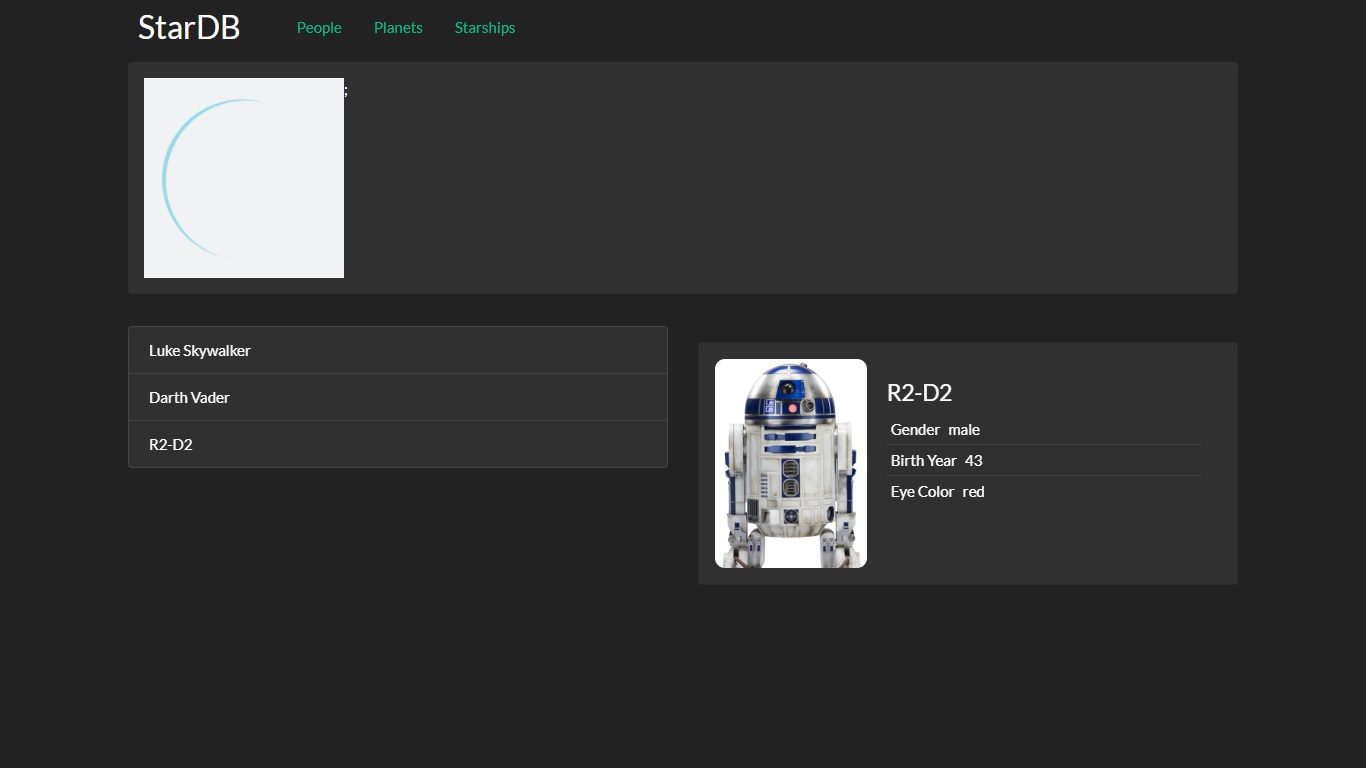 StarDB People Planets Starships
;
Luke Skywalker
Darth Vader
R2-D2
R2-D2
Gender male
Birth Year 43
Eye Color red